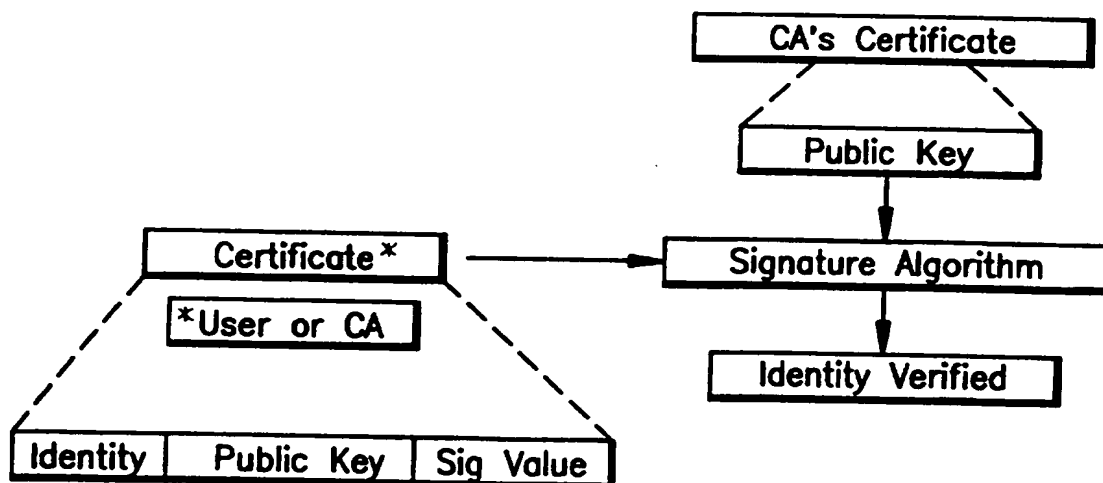 CA's Certificate
Public Key
Certificate*
Signature Algorithm
*User or CA
Identity Verified
Identity Public Key Sig Value